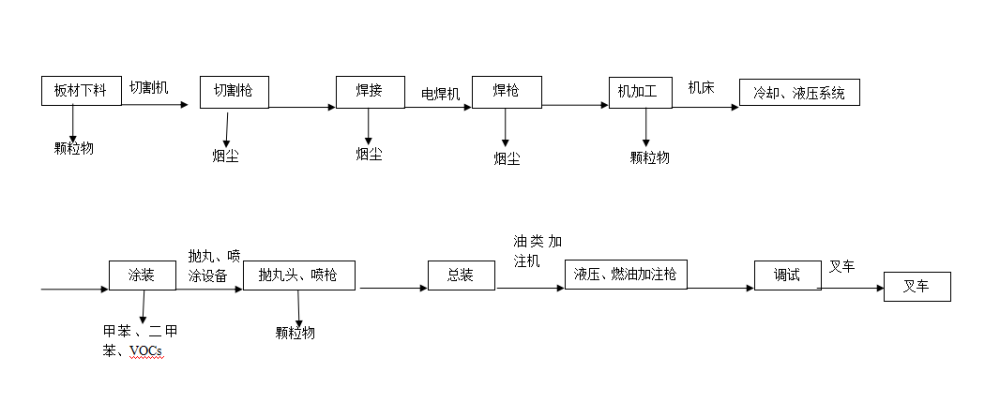 板材下料
切割机
切割枪
焊接
电焊机
焊枪
机加工
机床
冷却、液压系统
颗粒物
烟尘
烟尘
烟尘
颗粒物
涂装
抛丸、喷
涂设备
抛丸头、喷枪
总装
油类加
注机
液压、燃油加注枪
调试
叉车
叉车
甲苯、二甲
苯、VOCs
颗粒物